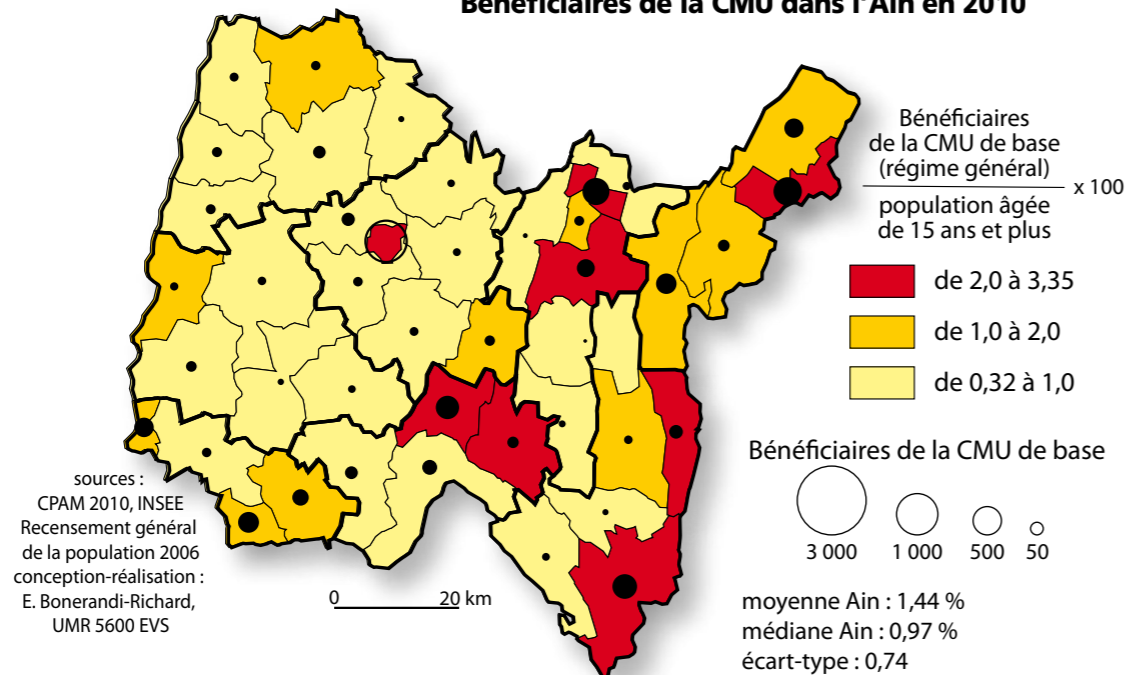 Bénéficiaires de la CMU dans l'Ain en 2010
Bénéficiaires
de la CMU de base
(régime général)
x 100
population âgée
de 15 ans et plus
de 2,0 à 3,35
de 1,0 à 2,0
de 0,32 à 1,0
Bénéficiaires de la CMU de base
3 000 1 000 500 50
moyenne Ain : 1,44 %
médiane Ain : 0,97 %
écart-type : 0,74
sources :
CPAM 2010, INSEE
Recensement général
de la population 2006
conception-réalisation :
E. Bonerandi-Richard,
UMR 5600 EVS
0 20 km